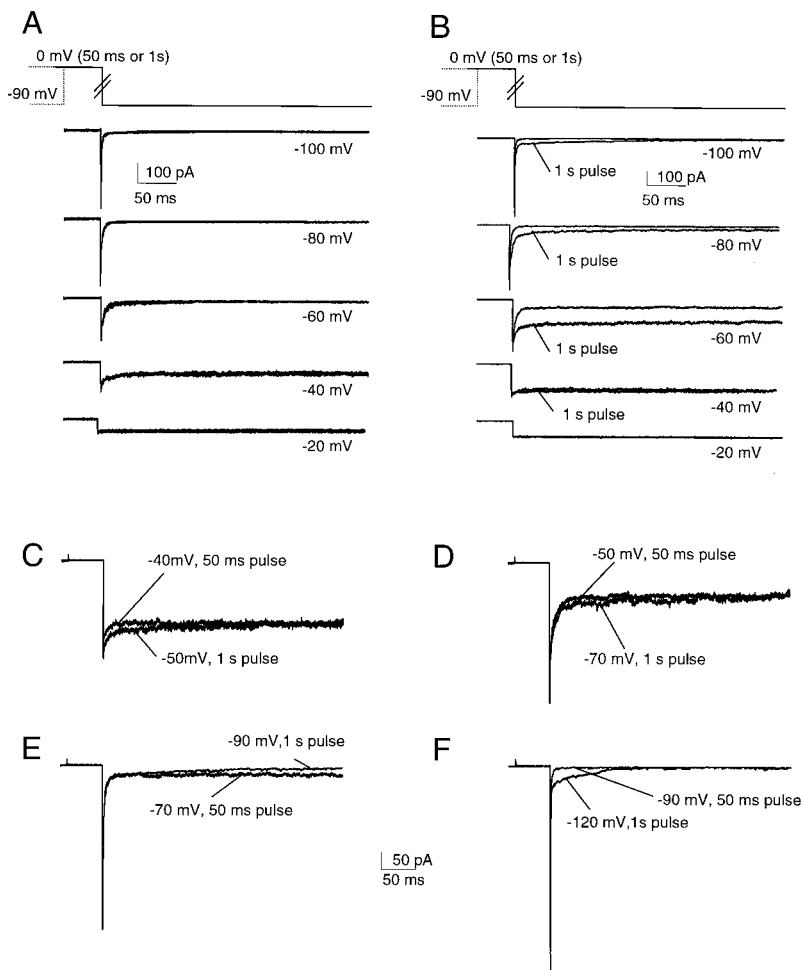 A
0 mV (50 ms or 1s)
-90 mV
-100 mV
100 pA
50 ms
-80 mV
-60 mV
-40 mV
-20 mV
B
0 mV (50 ms or 1s)
-90 mV
-100 mV
1 s pulse
100 pA
50 ms
-80 mV
1 s pulse
-60 mV
1 s pulse
-40 mV
1 s pulse
-20 mV
C
-40mV, 50 ms pulse
-50mV, 1 s pulse
D
-50 mV, 50 ms pulse
-70 mV, 1 s pulse
E
-90 mV,1 s pulse
-70 mV, 50 ms pulse
F
-90 mV, 50 ms pulse
-120 mV,1s pulse
50 pA
50 ms